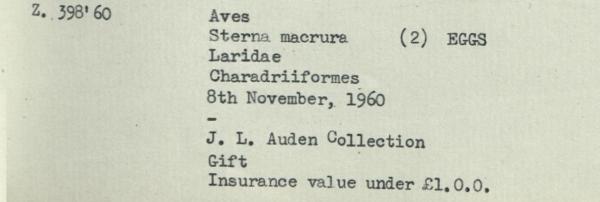 Z. 398'60
Aves
Sterna macrura (2) EGGS
Laridae
Charadriiformes
8th November, 1960
-
J. L. Auden Collection
Gift
Insurance value under £1.0.0.